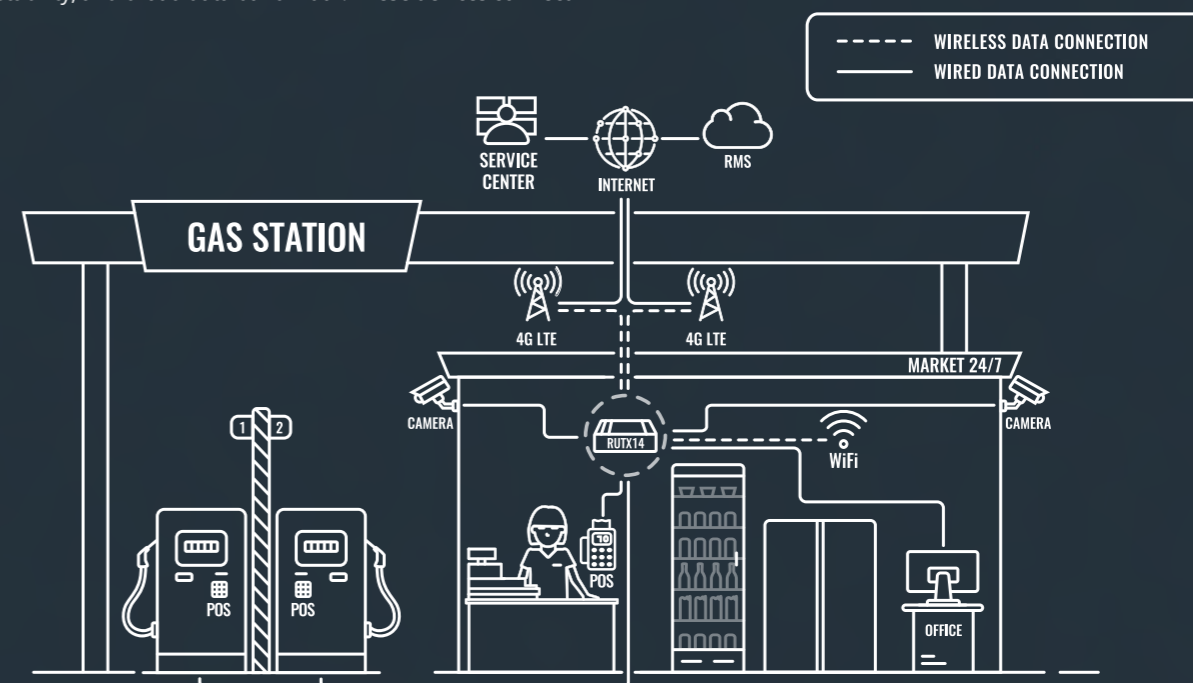 WIRELESS DATA CONNECTION
WIRED DATA CONNECTION
SERVICE
CENTER
INTERNET
RMS
GAS STATION
4G LTE
4G LTE
MARKET 24/7
CAMERA
CAMERA
1
2
RUTX14
WiFi
POS
POS
POS
OFFICE